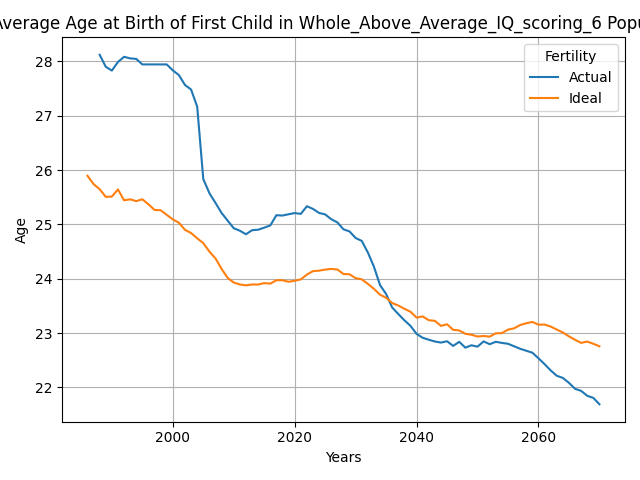 Average Age at Birth of First Child in Whole_Above_Average_IQ_scoring_6
Fertility
Actual
Ideal
28
27
26
25
24
23
22
Age
2000
2020
2040
2060
Years